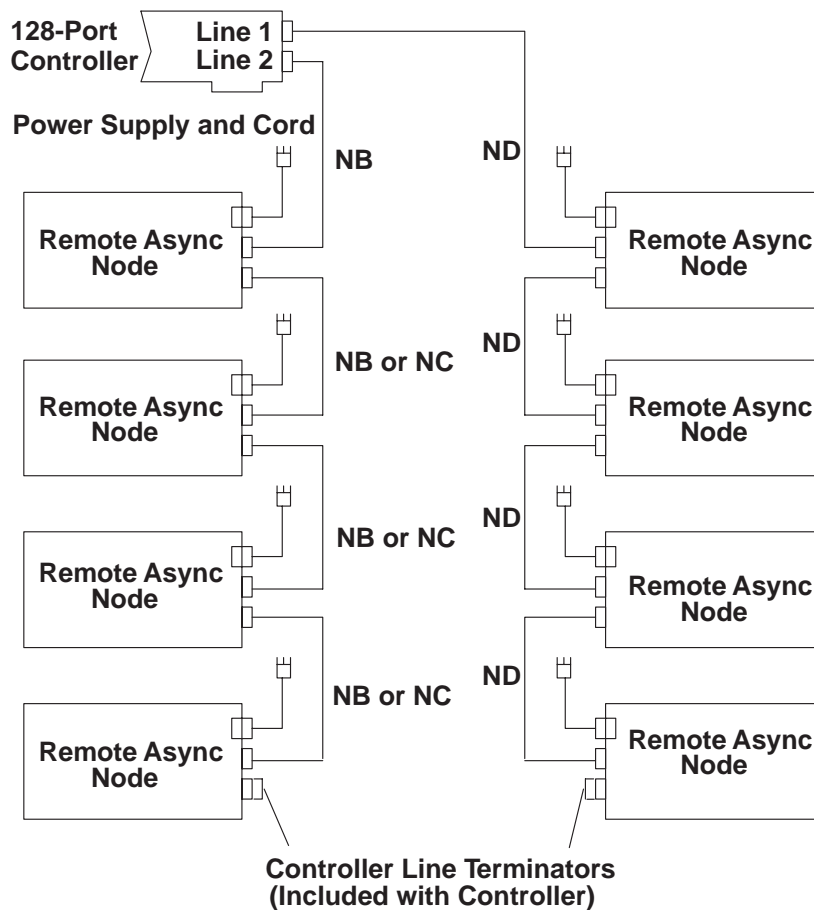 128-Port
Controller
Line 1
Line 2
Power Supply and Cord
NB
ND
Remote Async
Node
Remote Async
Node
NB or NC
ND
Remote Async
Node
Remote Async
Node
NB or NC
ND
Remote Async
Node
Remote Async
Node
NB or NC
ND
Remote Async
Node
Remote Async
Node
Controller Line Terminators
(Included with Controller)